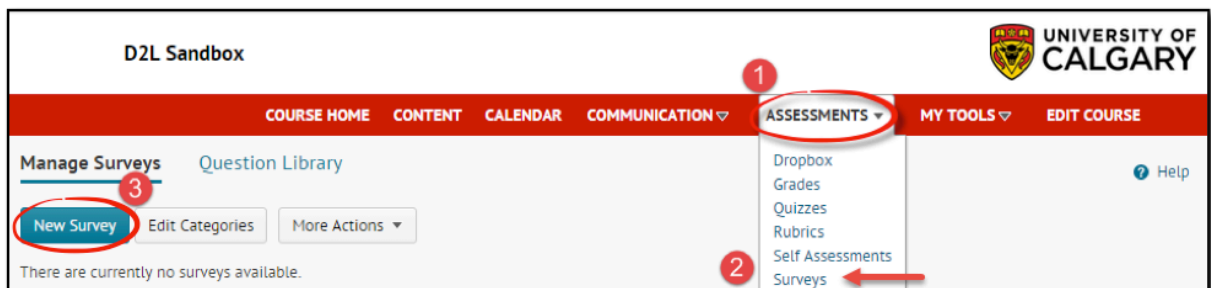 D2L Sandbox
UNIVERSITY OF
CALGARY
1
COURSE HOME CONTENT CALENDAR COMMUNICATION ASSESSMENTS MY TOOLS EDIT COURSE
Manage Surveys Question Library
Help
3
New Survey Edit Categories More Actions
There are currently no surveys available.
Dropbox
Grades
Quizzes
Rubrics
Self Assessments
2
Surveys